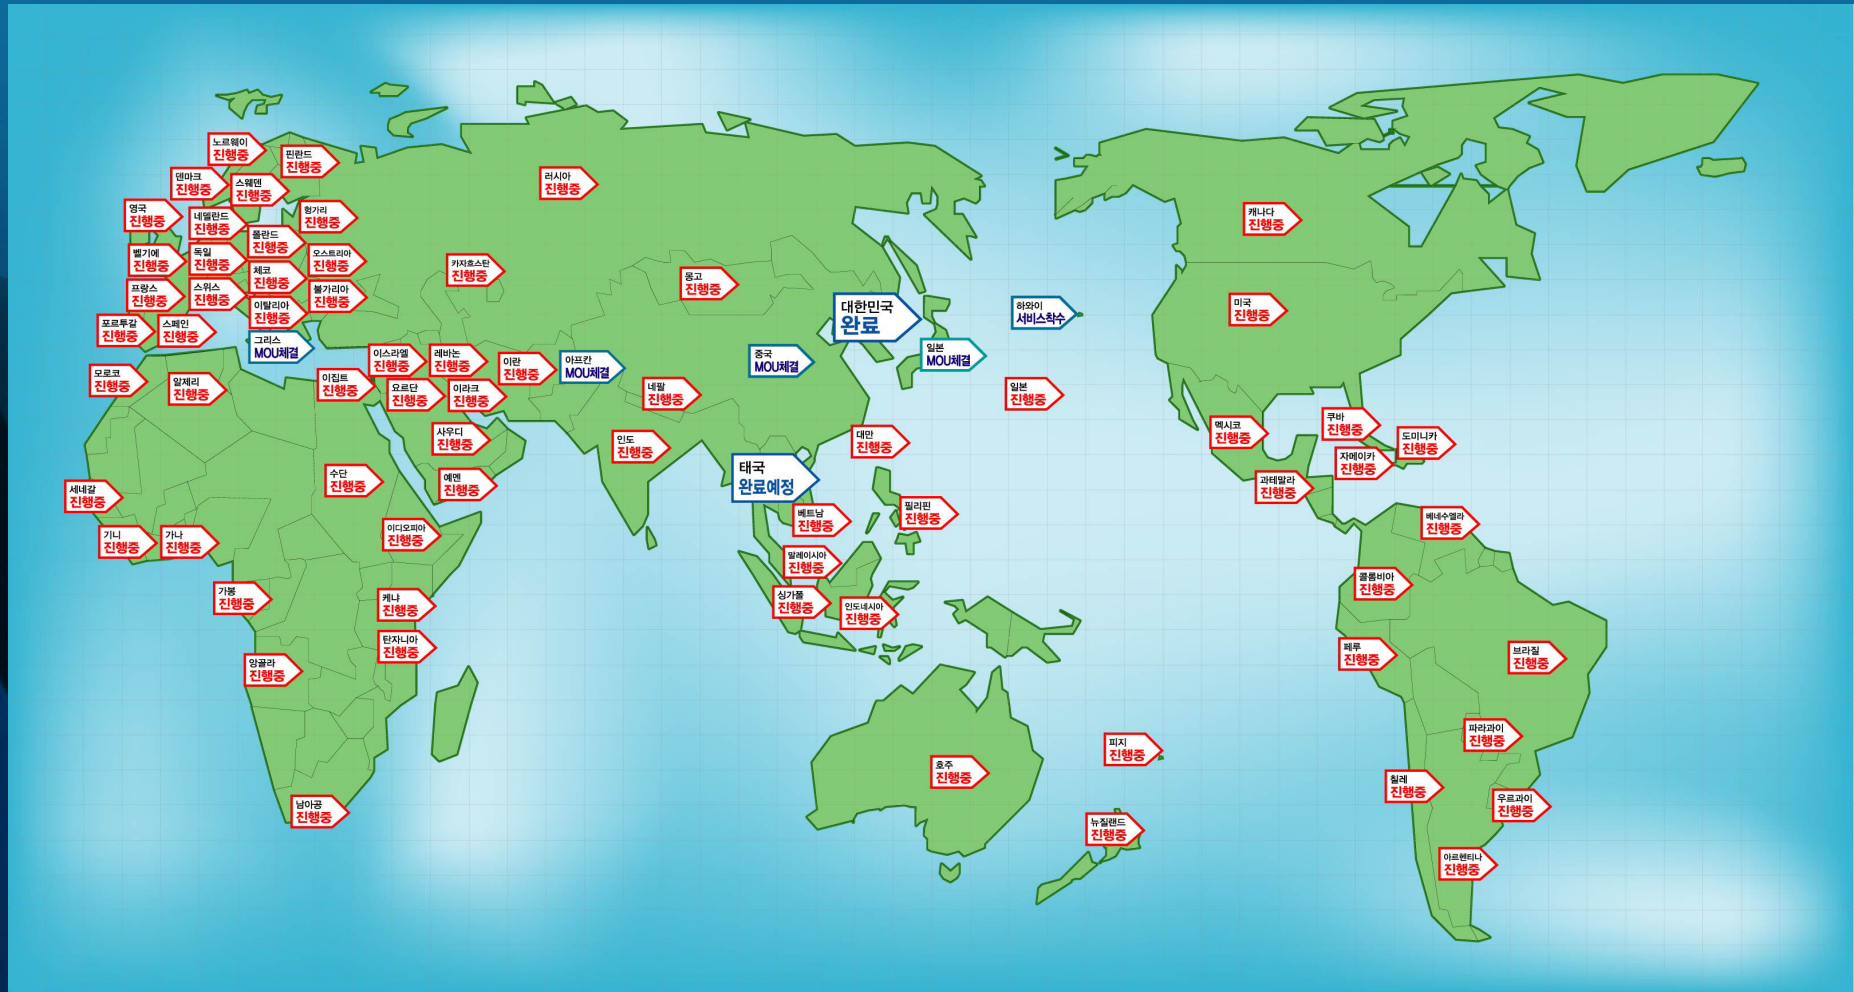 노르웨이
진행중
핀란드
진행중
덴마크
진행중
스웨덴
진행중
러시아
진행중
영국
진행중
네델란드
진행중
헝가리
진행중
폴란드
진행중
캐나다
진행중
벨기에
진행중
독일
진행중
체코
진행중
오스트리아
진행중
카자흐스탄
진행중
몽고
진행중
프랑스
진행중
스위스
진행중
이탈리아
진행중
불가리아
진행중
대한민국
완료
하와이
서비스착수
미국
진행중
포르투갈
진행중
스페인
진행중
그리스
MOU체결
이스라엘
진행중
레바논
진행중
이란
진행중
아프칸
MOU체결
중국
MOU체결
일본
MOU체결
모로코
진행중
알제리
진행중
이집트
진행중
요르단
진행중
이라크
진행중
네팔
진행중
일본
진행중
사우디
진행중
인도
진행중
대만
진행중
멕시코
진행중
쿠바
진행중
도미니카
진행중
자메이카
진행중
세네갈
진행중
수단
진행중
예멘
진행중
태국
완료예정
과테말라
진행중
기니
진행중
가나
진행중
이디오피아
진행중
베트남
진행중
필리핀
진행중
베네수엘라
진행중
말레이시아
진행중
콜롬비아
진행중
가봉
진행중
케냐
진행중
싱가폴
진행중
인도네시아
진행중
탄자니아
진행중
앙골라
진행중
페루
진행중
브라질
진행중
피지
진행중
파라과이
진행중
호주
진행중
칠레
진행중
우르과이
진행중
남아공
진행중
뉴질랜드
진행중
아르헨티나
진행중